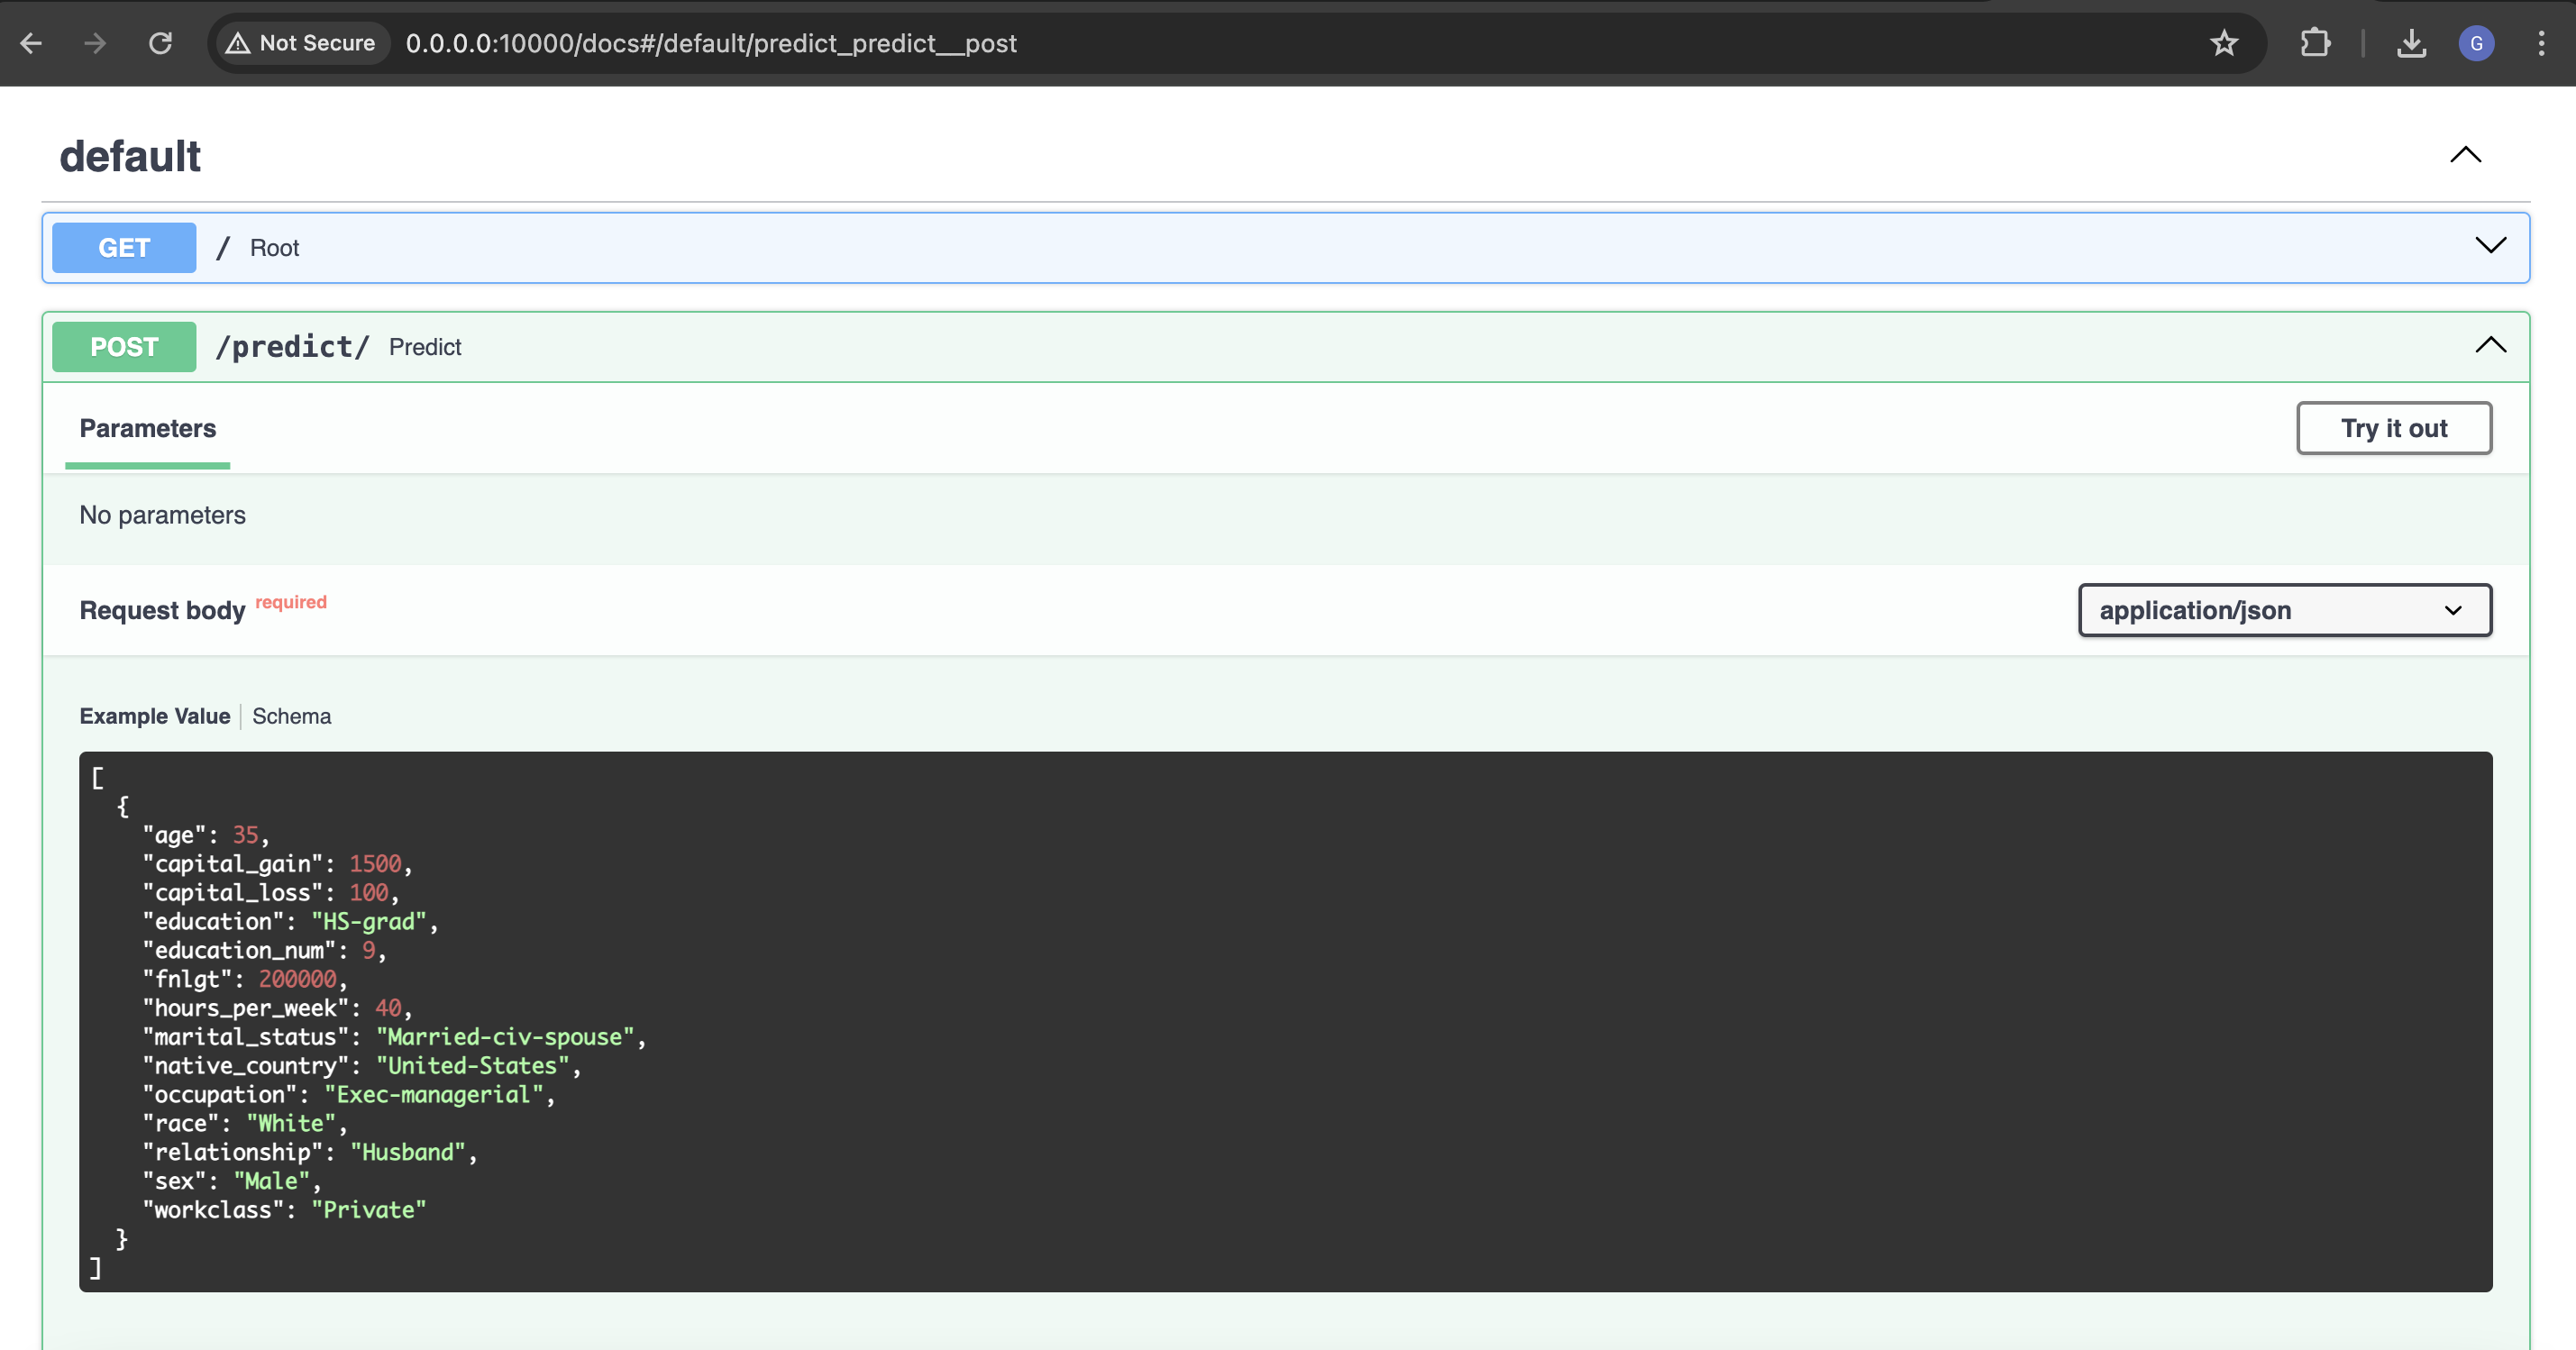 Not Secure 0.0.0.0:10000/docs#/default/predict_predict__post G
default
GET / Root
POST /predict/ Predict
Parameters Try it out
No parameters
Request body required application/json
Example Value Schema
[
  {
    "age": 35,
    "capital_gain": 1500,
    "capital_loss": 100,
    "education": "HS-grad",
    "education_num": 9,
    "fnlgt": 200000,
    "hours_per_week": 40,
    "marital_status": "Married-civ-spouse",
    "native_country": "United-States",
    "occupation": "Exec-managerial",
    "race": "White",
    "relationship": "Husband",
    "sex": "Male",
    "workclass": "Private"
  }
]